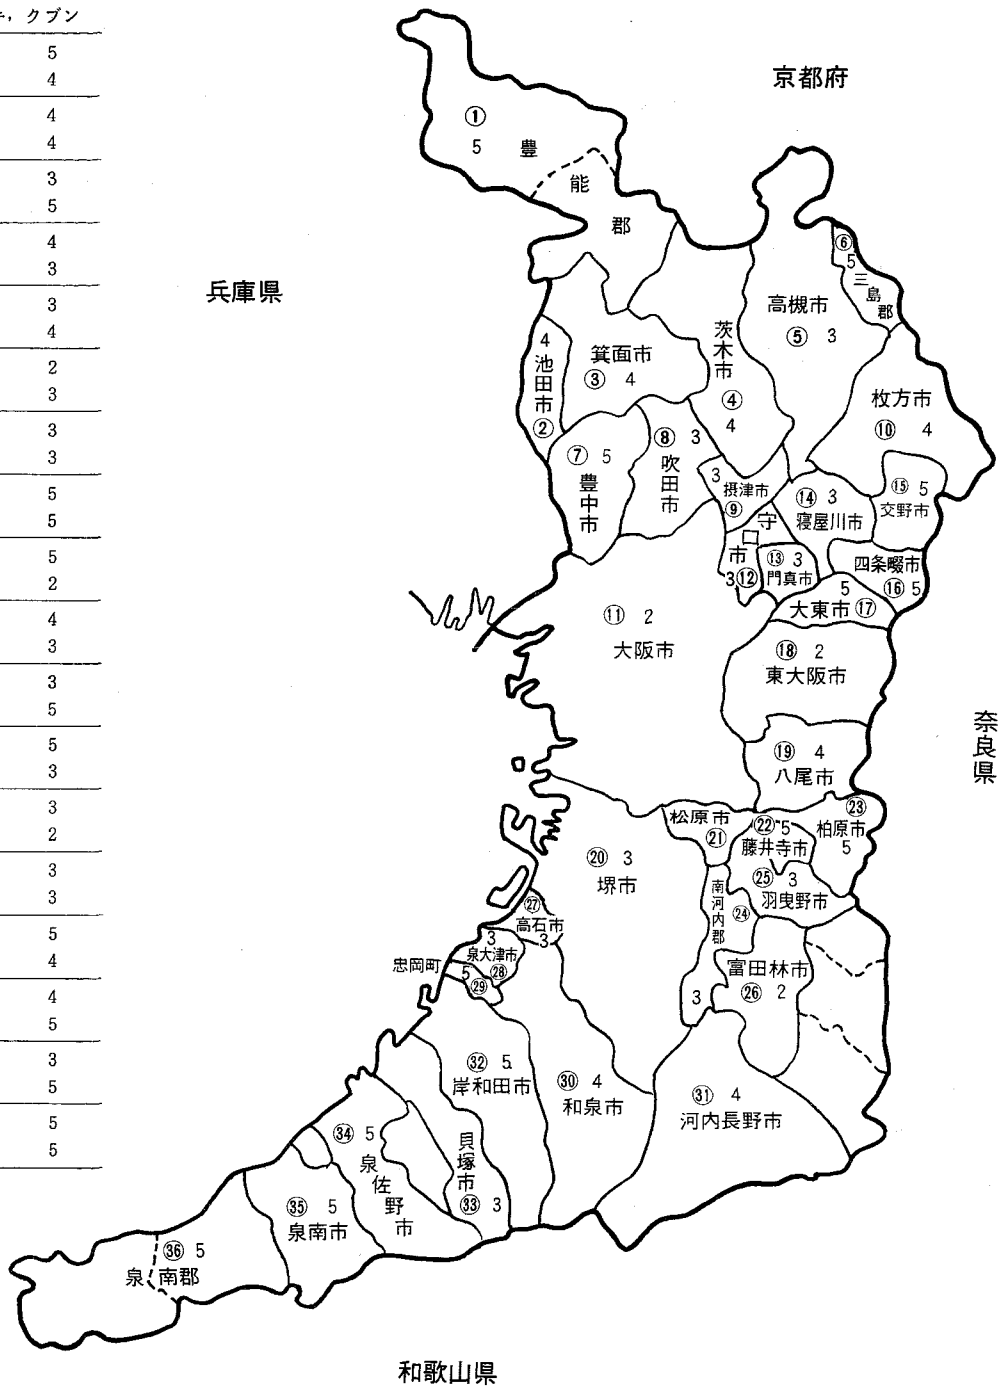 キ，クブン
5
4
4
4
3
5
4
3
3
4
2
3
3
3
5
5
5
2
4
3
3
5
5
3
3
2
3
3
5
4
4
5
3
5
5
5
京都府
兵庫県
奈良県
和歌山県
① 5 豊能郡
4 池田市 ②
箕面市
③ 4
茨木市
④
4
高槻市
⑤ 3
⑥
5
三島郡
⑦ 5
豊中市
⑧ 3
吹田市
3
摂津市
⑨
枚方市
⑩ 4
⑪ 2
大阪市
守口市
3⑫
⑬ 3
門真市
⑭ 3
寝屋川市
⑮ 5
交野市
四条畷市
⑯ 5
5
大東市⑰
⑱ 2
東大阪市
⑲ 4
八尾市
⑳ 3
堺市
松原市
㉑
㉒ 5
藤井寺市
㉓
柏原市
5
南河内郡
㉔
3
㉕ 3
羽曳野市
富田林市
㉖ 2
㉗
高石市
3
3
泉大津市
㉘
忠岡町
5
㉙
㉚ 4
和泉市
㉛ 4
河内長野市
㉜ 5
岸和田市
貝塚市
㉝ 3
㉞ 5
泉佐野市
㉟ 5
泉南市
㊱ 5
泉南郡